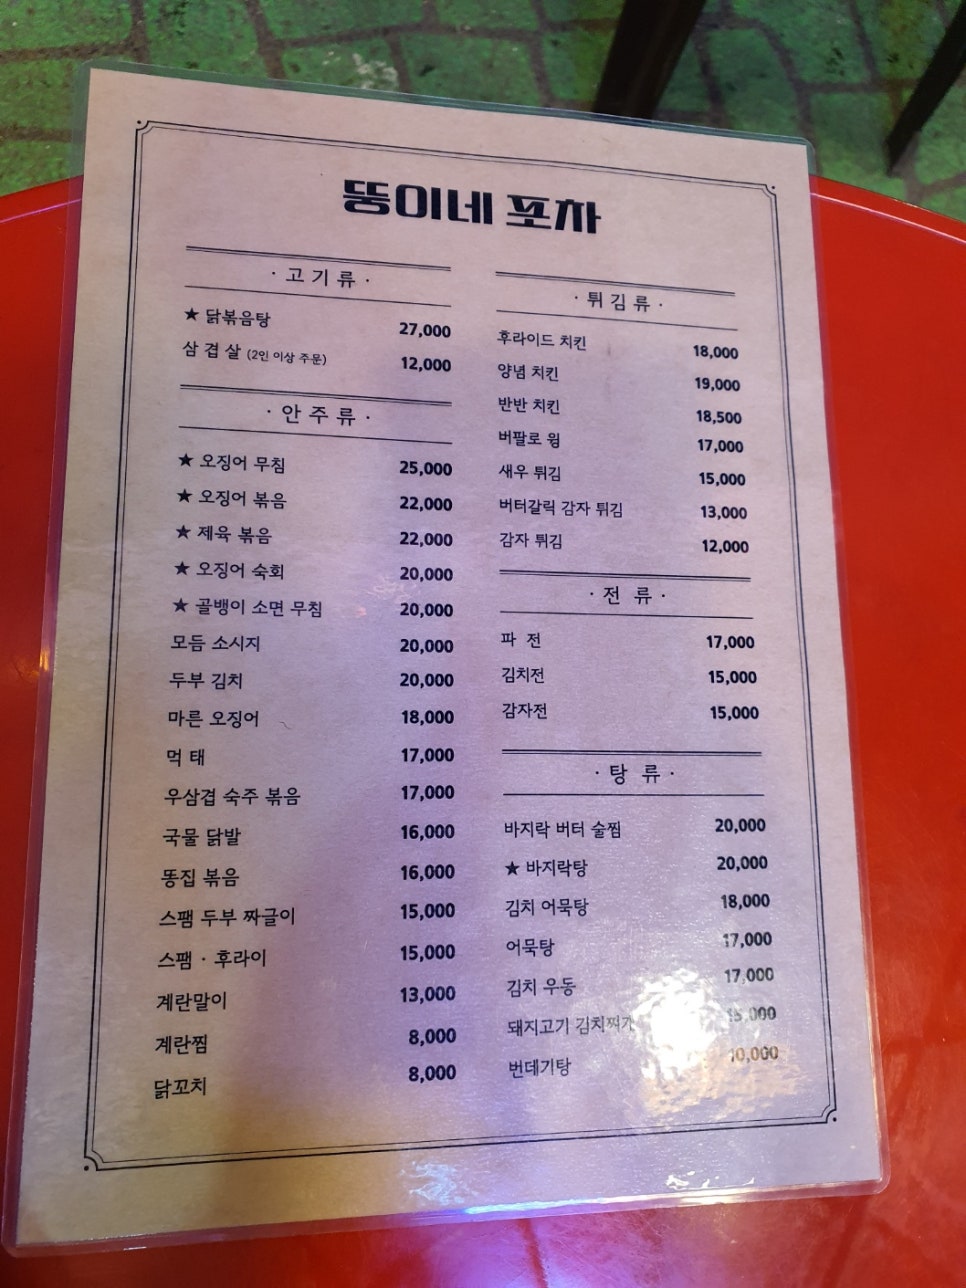 뚱이네 포차
· 고 기 류 ·
★ 닭볶음탕 27,000
삼 겹 살 (2인 이상 주문) 12,000
· 안 주 류 ·
★ 오징어 무침 25,000
★ 오징어 볶음 22,000
★ 제육 볶음 22,000
★ 오징어 숙회 20,000
★ 골뱅이 소면 무침 20,000
모듬 소시지 20,000
두부 김치 20,000
마른 오징어 18,000
먹 태 17,000
우삼겹 숙주 볶음 17,000
국물 닭발 16,000
똥집 볶음 16,000
스팸 두부 짜글이 15,000
스팸 · 후라이 15,000
계란말이 13,000
계란찜 8,000
닭꼬치 8,000
· 튀 김 류 ·
후라이드 치킨 18,000
양념 치킨 19,000
반반 치킨 18,500
버팔로 윙 17,000
새우 튀김 15,000
버터갈릭 감자 튀김 13,000
감자 튀김 12,000
· 전 류 ·
파 전 17,000
김치전 15,000
감자전 15,000
· 탕 류 ·
바지락 버터 술찜 20,000
★ 바지락탕 20,000
김치 어묵탕 18,000
어묵탕 17,000
김치 우동 17,000
돼지고기 김치찌개
번데기탕 10,000